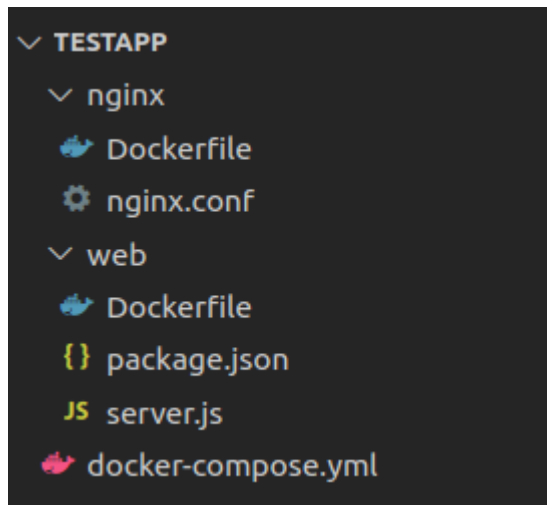 TESTAPP
nginx
Dockerfile
nginx.conf
web
Dockerfile
{} package.json
JS server.js
docker-compose.yml